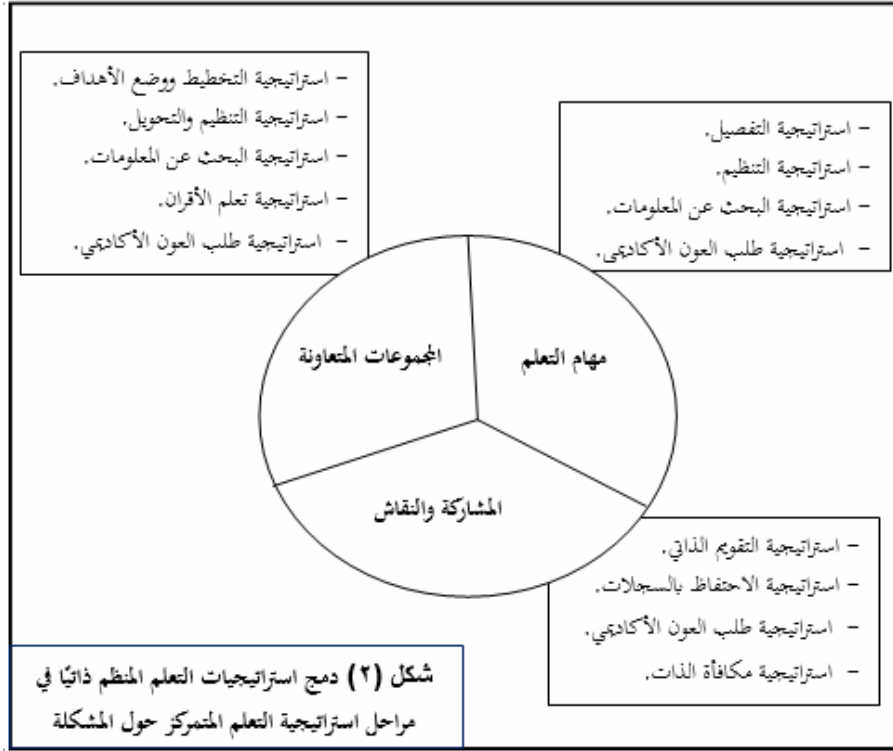 - استراتيجية التفصيل.
- استراتيجية التنظيم.
- استراتيجية البحث عن المعلومات.
- استراتيجية طلب العون الأكاديمي.
- استراتيجية التخطيط ووضع الأهداف.
- استراتيجية التنظيم والتحويل.
- استراتيجية البحث عن المعلومات.
- استراتيجية تعلم الأقران.
- استراتيجية طلب العون الأكاديمي.
مهام التعلم
المجموعات المتعاونة
المشاركة والنقاش
- استراتيجية التقويم الذاتي.
- استراتيجية الاحتفاظ بالسجلات.
- استراتيجية طلب العون الأكاديمي.
- استراتيجية مكافأة الذات.
شكل (٢) دمج استراتيجيات التعلم المنظم ذاتيًا في
مراحل استراتيجية التعلم المتمركز حول المشكلة